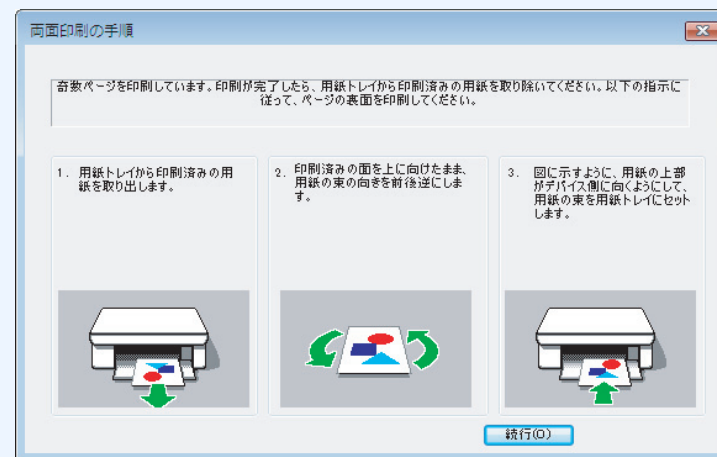 両面印刷の手順
奇数ページを印刷しています。印刷が完了したら、用紙トレイから印刷済みの用紙を取り除いてください。以下の指示に
従って、ページの裏面を印刷してください。
1. 用紙トレイから印刷済みの用
紙を取り出します。
2. 印刷済みの面を上に向けたまま、
用紙の束の向きを前後逆にしま
す。
3. 図に示すように、用紙の上部
がデバイス側に向くようにして、
用紙の束を用紙トレイにセット
します。
続行(O)